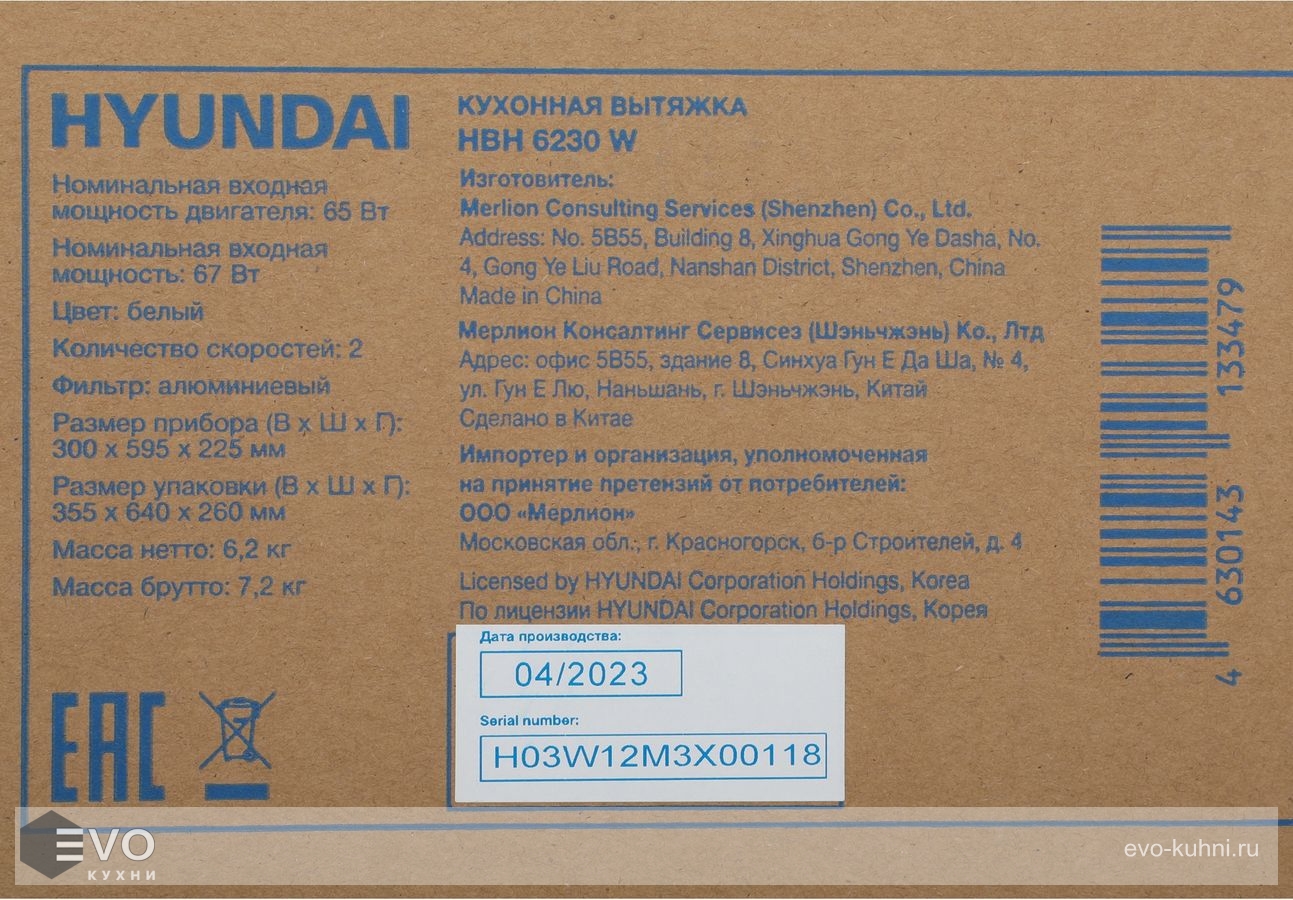 HYUNDAI
Номинальная входная
мощность двигателя: 65 Вт
Номинальная входная
мощность: 67 Вт
Цвет: белый
Количество скоростей: 2
Фильтр: алюминиевый
Размер прибора (В х Ш х Г):
300 х 595 х 225 мм
Размер упаковки (В х Ш х Г):
355 х 640 х 260 мм
Масса нетто: 6,2 кг
Масса брутто: 7,2 кг
EAC
КУХОННАЯ ВЫТЯЖКА
HBH 6230 W
Изготовитель:
Merlion Consulting Services (Shenzhen) Co., Ltd.
Address: No. 5B55, Building 8, Xinghua Gong Ye Dasha, No.
4, Gong Ye Liu Road, Nanshan District, Shenzhen, China
Made in China
Мерлион Консалтинг Сервисез (Шэньчжэнь) Ко., Лтд
Адрес: офис 5B55, здание 8, Синхуа Гун Е Да Ша, № 4,
ул. Гун Е Лю, Наньшань, г. Шэньчжэнь, Китай
Сделано в Китае
Импортер и организация, уполномоченная
на принятие претензий от потребителей:
ООО «Мерлион»
Московская обл., г. Красногорск, б-р Строителей, д. 4
Licensed by HYUNDAI Corporation Holdings, Korea
По лицензии HYUNDAI Corporation Holdings, Корея
Дата производства:
04/2023
Serial number:
H03W12M3X00118
4 630143 133479
EVO
КУХНИ
evo-kuhni.ru